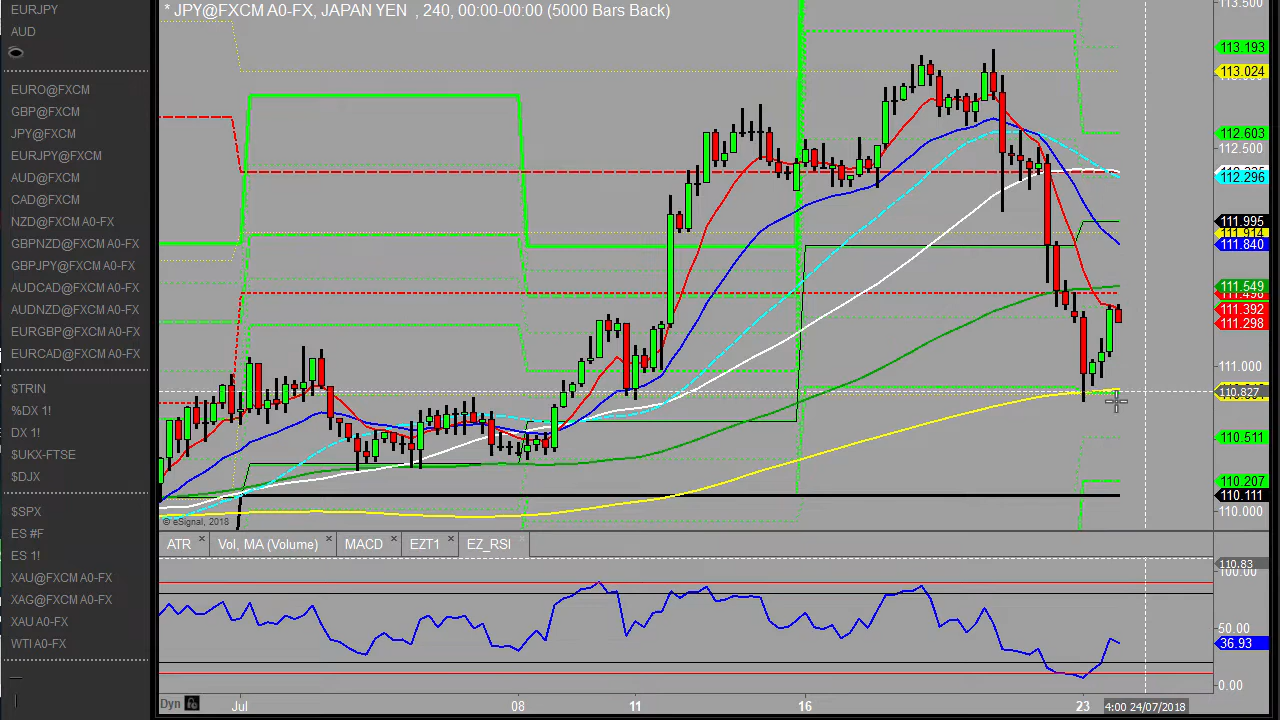 EURJPY
AUD
EURO@FXCM
GBP@FXCM
JPY@FXCM
EURJPY@FXCM
AUD@FXCM
CAD@FXCM
NZD@FXCM A0-FX
GBPNZD@FXCM A0-FX
GBPJPY@FXCM A0-FX
AUDCAD@FXCM A0-FX
AUDNZD@FXCM A0-FX
EURGBP@FXCM A0-FX
EURCAD@FXCM A0-FX
$TRIN
%DX 1!
DX 1!
$UKX-FTSE
$DJX
$SPX
ES #F
ES 1!
XAU@FXCM A0-FX
XAG@FXCM A0-FX
XAU A0-FX
WTI A0-FX
* JPY@FXCM A0-FX, JAPAN YEN , 240, 00:00-00:00 (5000 Bars Back)
113.500
113.193
113.024
112.603
112.500
112.296
111.995
111.914
111.840
111.549
111.392
111.298
111.000
110.827
110.511
110.207
110.111
110.000
© eSignal, 2018
ATR
Vol, MA (Volume)
MACD
EZT1
EZ_RSI
110.83
100.00
50.00
36.93
0.00
Dyn
Jul
08
11
16
23
4:00 24/07/2018